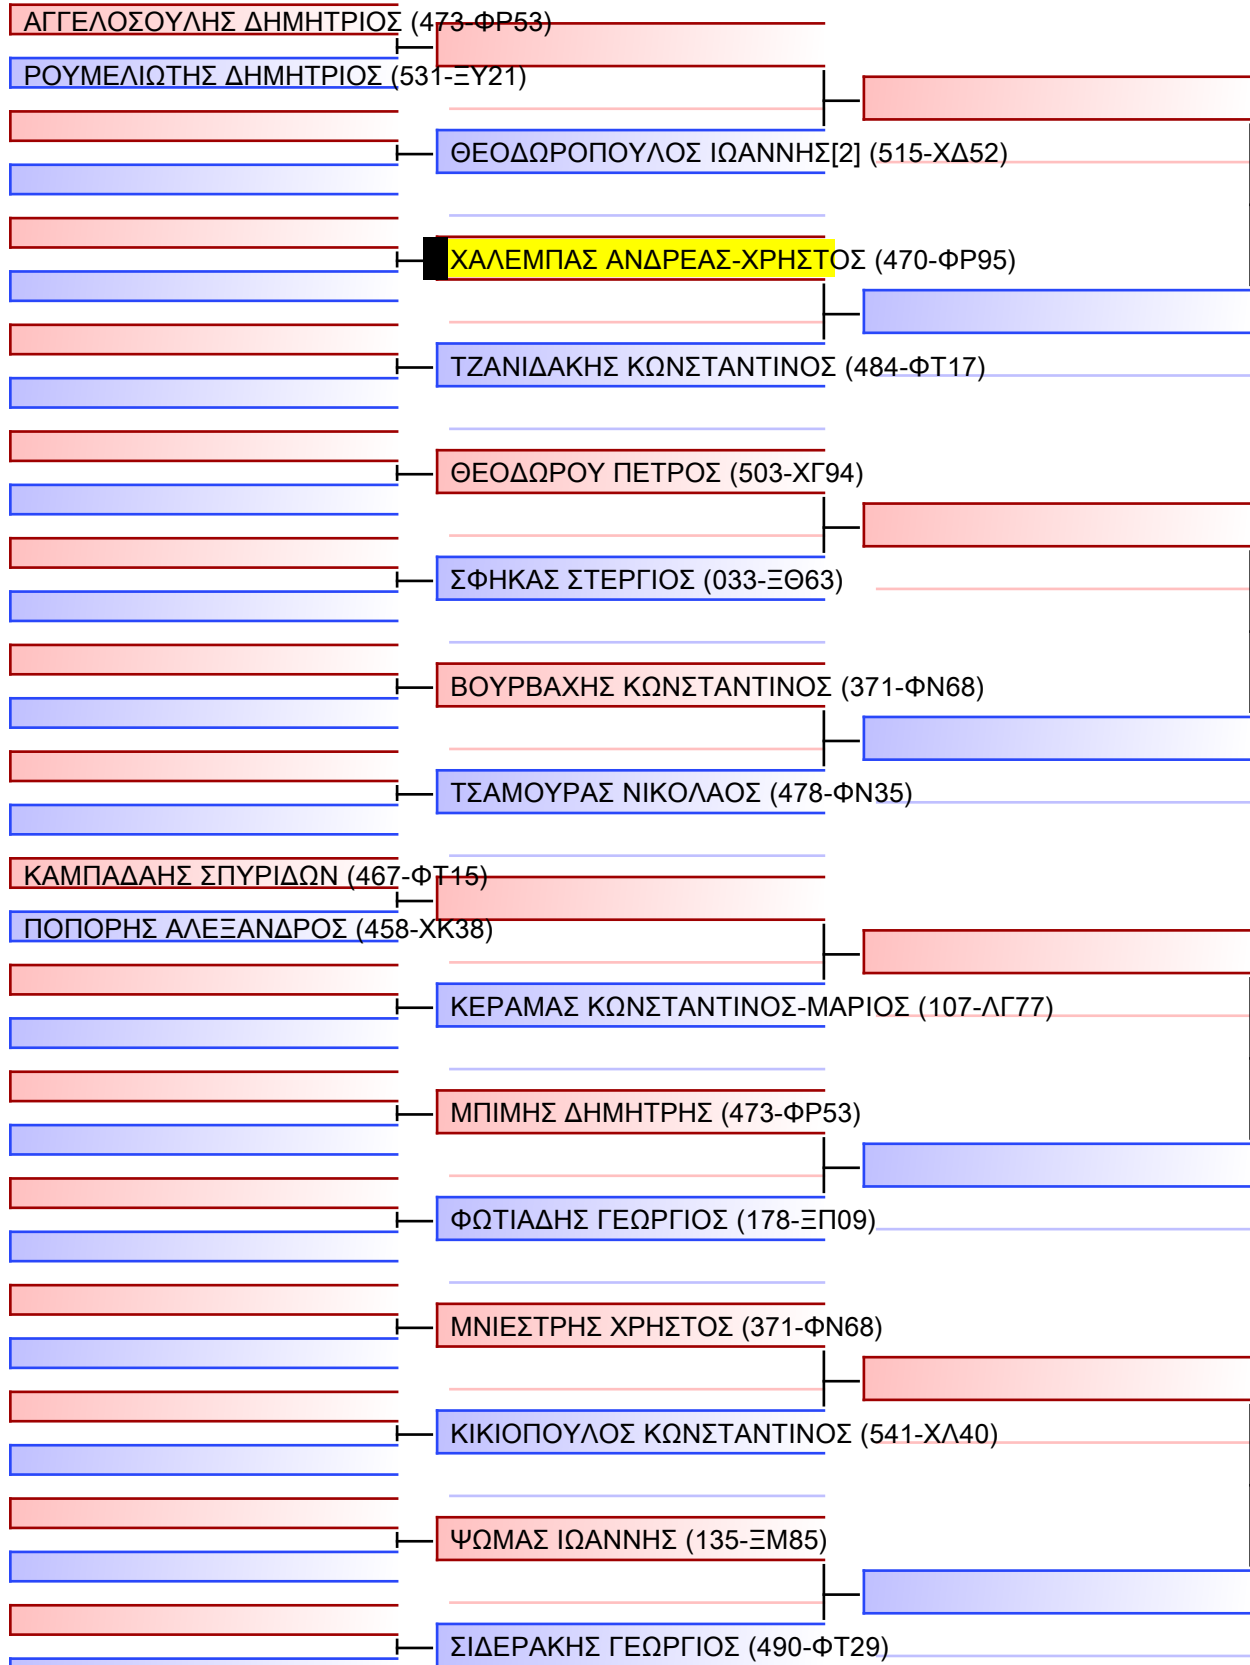 ΑΓΓΕΛΟΣΟΥΛΗΣ ΔΗΜΗΤΡΙΟΣ (473-ΦΡ53)
ΡΟΥΜΕΛΙΩΤΗΣ ΔΗΜΗΤΡΙΟΣ (531-ΞΥ21)
ΘΕΟΔΩΡΟΠΟΥΛΟΣ ΙΩΑΝΝΗΣ[2] (515-ΧΔ52)
ΧΑΛΕΜΠΑΣ ΑΝΔΡΕΑΣ-ΧΡΗΣΤΟΣ (470-ΦΡ95)
ΤΖΑΝΙΔΑΚΗΣ ΚΩΝΣΤΑΝΤΙΝΟΣ (484-ΦΤ17)
ΘΕΟΔΩΡΟΥ ΠΕΤΡΟΣ (503-ΧΓ94)
ΣΦΗΚΑΣ ΣΤΕΡΓΙΟΣ (033-ΞΘ63)
ΒΟΥΡΒΑΧΗΣ ΚΩΝΣΤΑΝΤΙΝΟΣ (371-ΦΝ68)
ΤΣΑΜΟΥΡΑΣ ΝΙΚΟΛΑΟΣ (478-ΦΝ35)
ΚΑΜΠΑΔΑΗΣ ΣΠΥΡΙΔΩΝ (467-ΦΤ15)
ΠΟΠΟΡΗΣ ΑΛΕΞΑΝΔΡΟΣ (458-ΧΚ38)
ΚΕΡΑΜΑΣ ΚΩΝΣΤΑΝΤΙΝΟΣ-ΜΑΡΙΟΣ (107-ΛΓ77)
ΜΠΙΜΗΣ ΔΗΜΗΤΡΗΣ (473-ΦΡ53)
ΦΩΤΙΑΔΗΣ ΓΕΩΡΓΙΟΣ (178-ΞΠ09)
ΜΝΙΕΣΤΡΗΣ ΧΡΗΣΤΟΣ (371-ΦΝ68)
ΚΙΚΙΟΠΟΥΛΟΣ ΚΩΝΣΤΑΝΤΙΝΟΣ (541-ΧΛ40)
ΨΩΜΑΣ ΙΩΑΝΝΗΣ (135-ΞΜ85)
ΣΙΔΕΡΑΚΗΣ ΓΕΩΡΓΙΟΣ (490-ΦΤ29)